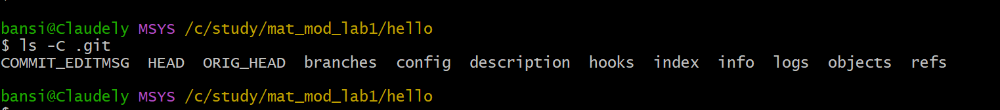 bansi@Claudely MSYS /c/study/mat_mod_lab1/hello
$ ls -C .git
COMMIT_EDITMSG  HEAD  ORIG_HEAD  branches  config  description  hooks  index  info  logs  objects  refs
bansi@Claudely MSYS /c/study/mat_mod_lab1/hello